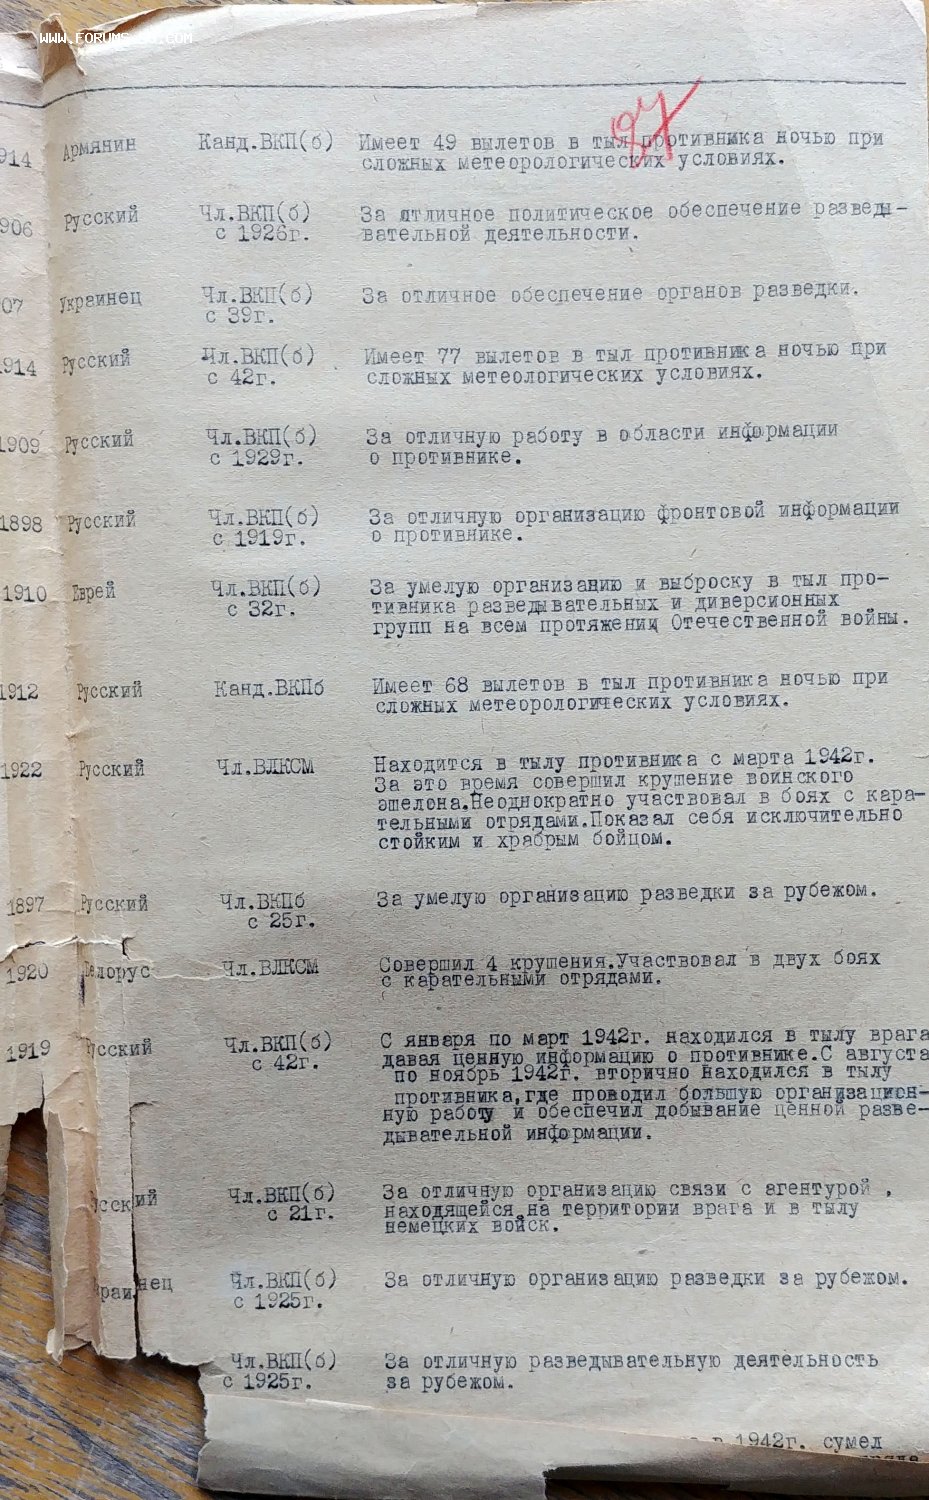 WWW.FORUMS-SU.COM
27
914 Армянин Канд.ВКП(б) Имеет 49 вылетов в тыл противника ночью при
сложных метеорологических условиях.
906 Русский Чл.ВКП(б) За отличное политическое обеспечение разведы-
с 1926г. вательной деятельности.
07 Украинец Чл.ВКП(б) За отличное обеспечение органов разведки.
с 39г.
914 Русский Чл.ВКП(б) Имеет 77 вылетов в тыл противника ночью при
с 42г. сложных метеологических условиях.
1909 Русский Чл.ВКП(б) За отличную работу в области информации
с 1929г. о противнике.
1898 Русский Чл.ВКП(б) За отличную организацию фронтовой информации
с 1919г. о противнике.
1910 Еврей Чл.ВКП(б) За умелую организацию и выброску в тыл про-
с 32г. тивника разведывательных и диверсионных
групп на всем протяжении Отечественной войны.
1912 Русский Канд.ВКПб Имеет 68 вылетов в тыл противника ночью при
сложных метеорологических условиях.
1922 Русский Чл.ВЛКСМ Находится в тылу противника с марта 1942г.
За это время совершил крушение воинского
эшелона.Неоднократно участвовал в боях с кара-
тельными отрядами.Показал себя исключительно
стойким и храбрым бойцом.
1897 Русский Чл.ВКПб За умелую организацию разведки за рубежом.
с 25г.
1920 Белорус Чл.ВЛКСМ Совершил 4 крушения.Участвовал в двух боях
с карательными отрядами.
1919 Русский Чл.ВКП(б) С января по март 1942г. находился в тылу врага
с 42г. давая ценную информацию о противнике.С августа
по ноябрь 1942г. вторично находился в тылу
противника,где проводил большую организацион-
ную работу и обеспечил добывание ценной разве-
дывательной информации.
усский Чл.ВКП(б) За отличную организацию связи с агентурой ,
с 21г. находящейся на территории врага и в тылу
немецких войск.
краинец Чл.ВКП(б) За отличную организацию разведки за рубежом.
с 1925г.
Чл.ВКП(б) За отличную разведывательную деятельность
с 1925г. за рубежом.
в 1942г. сумел